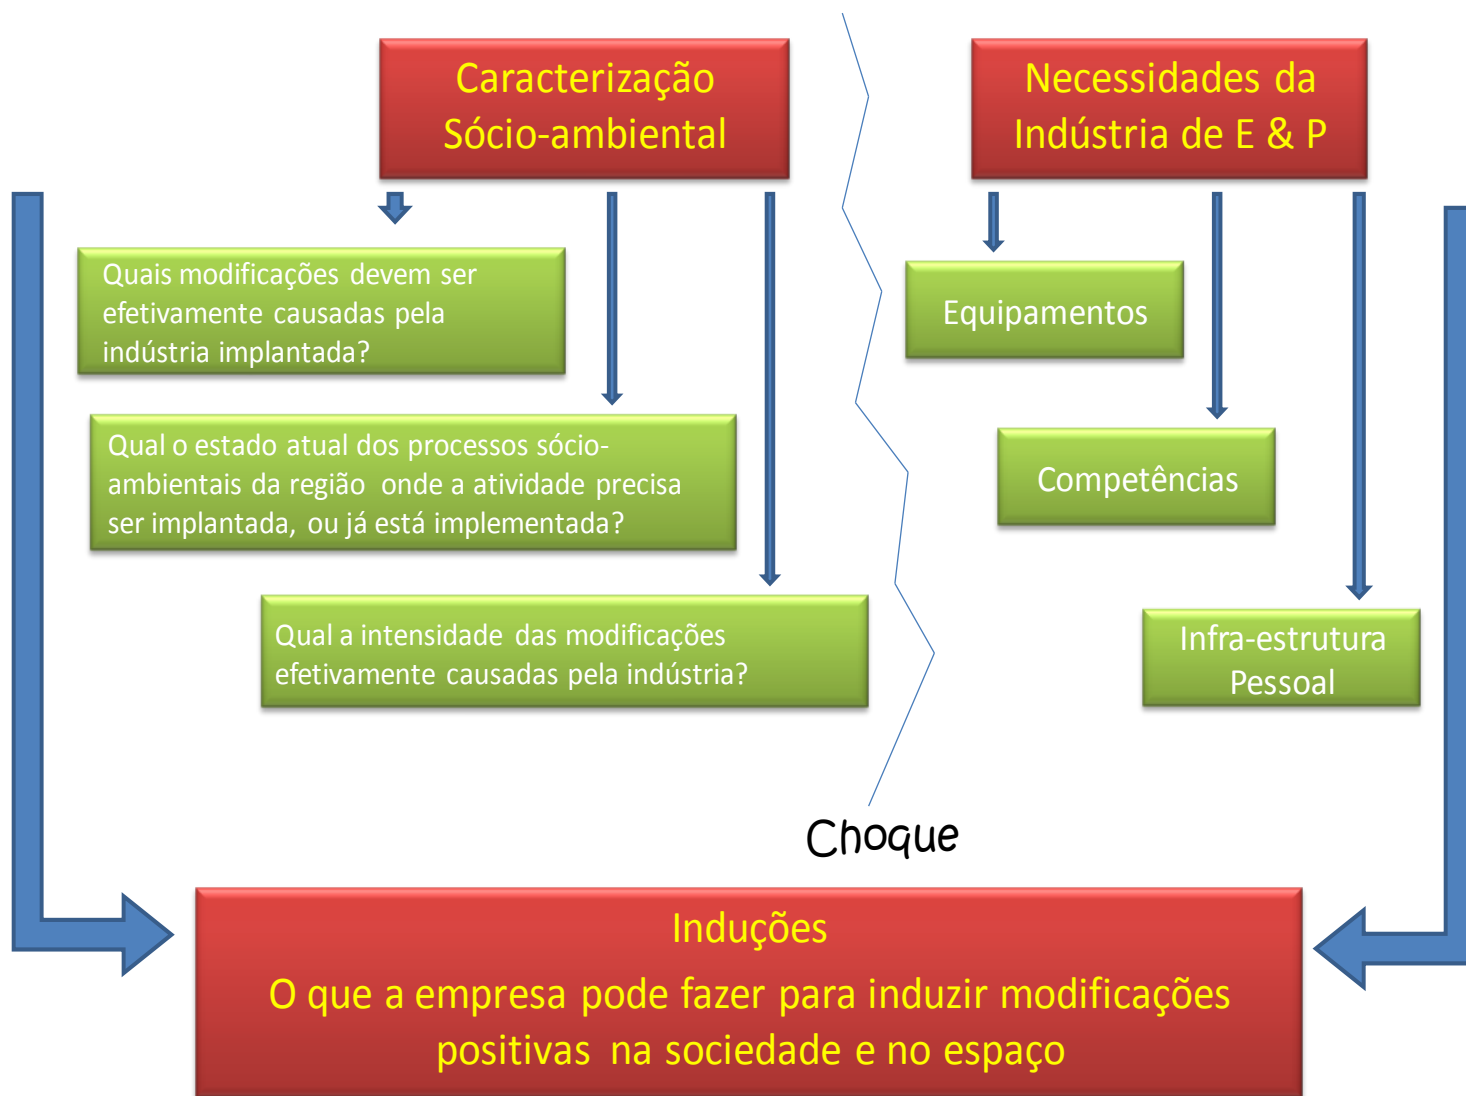 Caracterização
Sócio-ambiental
Necessidades da
Indústria de E & P
Quais modificações devem ser
efetivamente causadas pela
indústria implantada?
Equipamentos
Qual o estado atual dos processos sócio-
ambientais da região onde a atividade precisa
ser implantada, ou já está implementada?
Competências
Qual a intensidade das modificações
efetivamente causadas pela indústria?
Infra-estrutura
Pessoal
Choque
Induções
O que a empresa pode fazer para induzir modificações
positivas na sociedade e no espaço